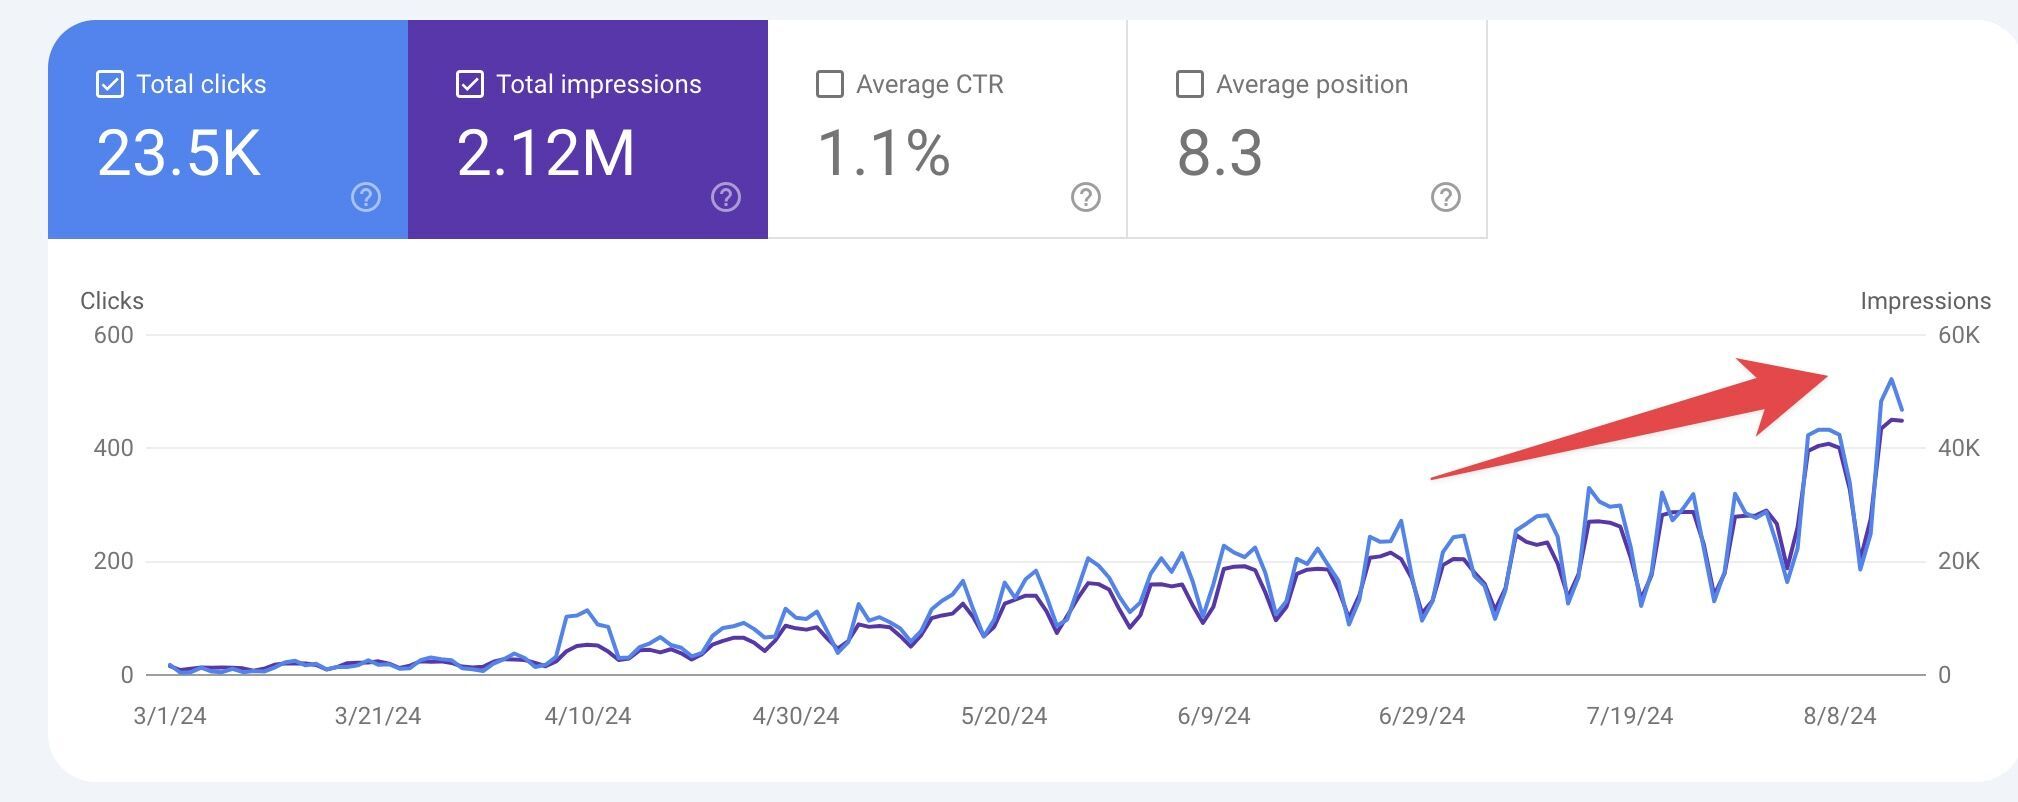 Total clicks
23.5K
Total impressions
2.12M
Average CTR
1.1%
Average position
8.3
Clicks
Impressions
600
60K
400
40K
200
20K
0
0
3/1/24
3/21/24
4/10/24
4/30/24
5/20/24
6/9/24
6/29/24
7/19/24
8/8/24